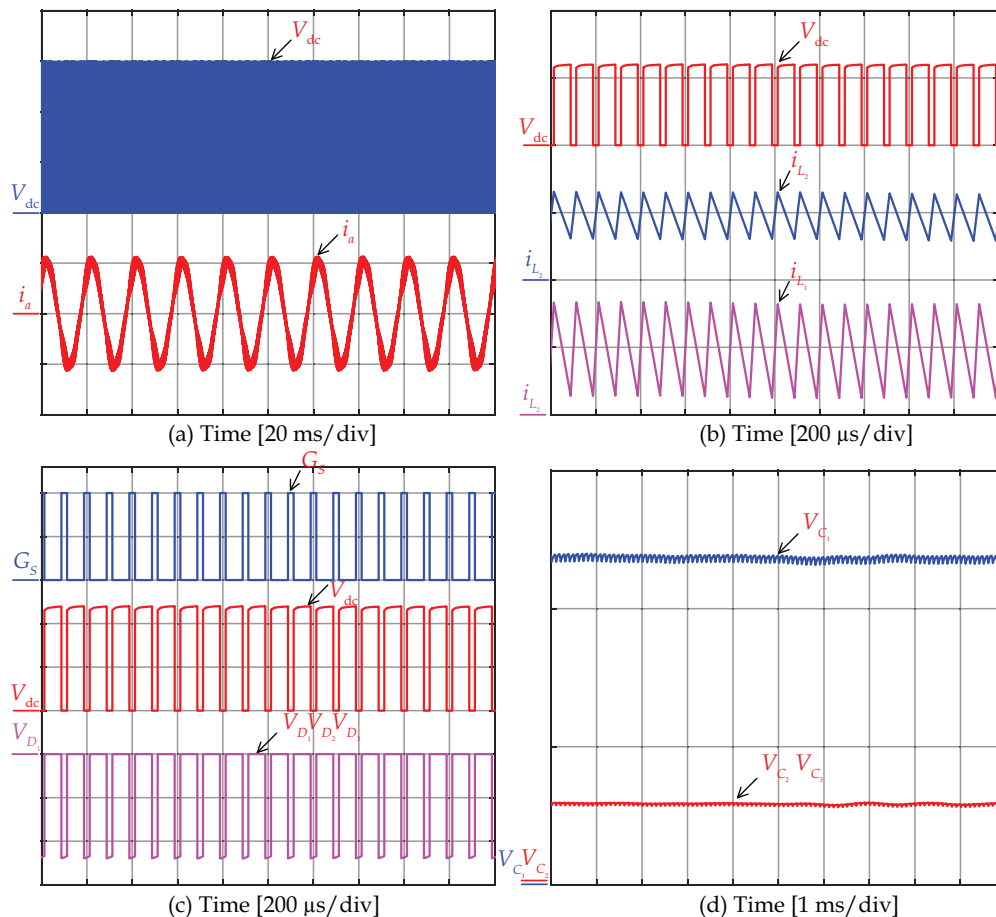 V_dc
V_dc
i_a
i_a
(a) Time [20 ms/div]
V_dc
V_dc
i_L₂
i_L₂
i_L₁
i_L₂
(b) Time [200 μs/div]
G_S
G_S
V_dc
V_dc
V_D₁ V_D₂ V_D₃
V_D₁
(c) Time [200 μs/div]
V_C₁
V_C₂ V_C₃
V_C₁ V_C₂
(d) Time [1 ms/div]